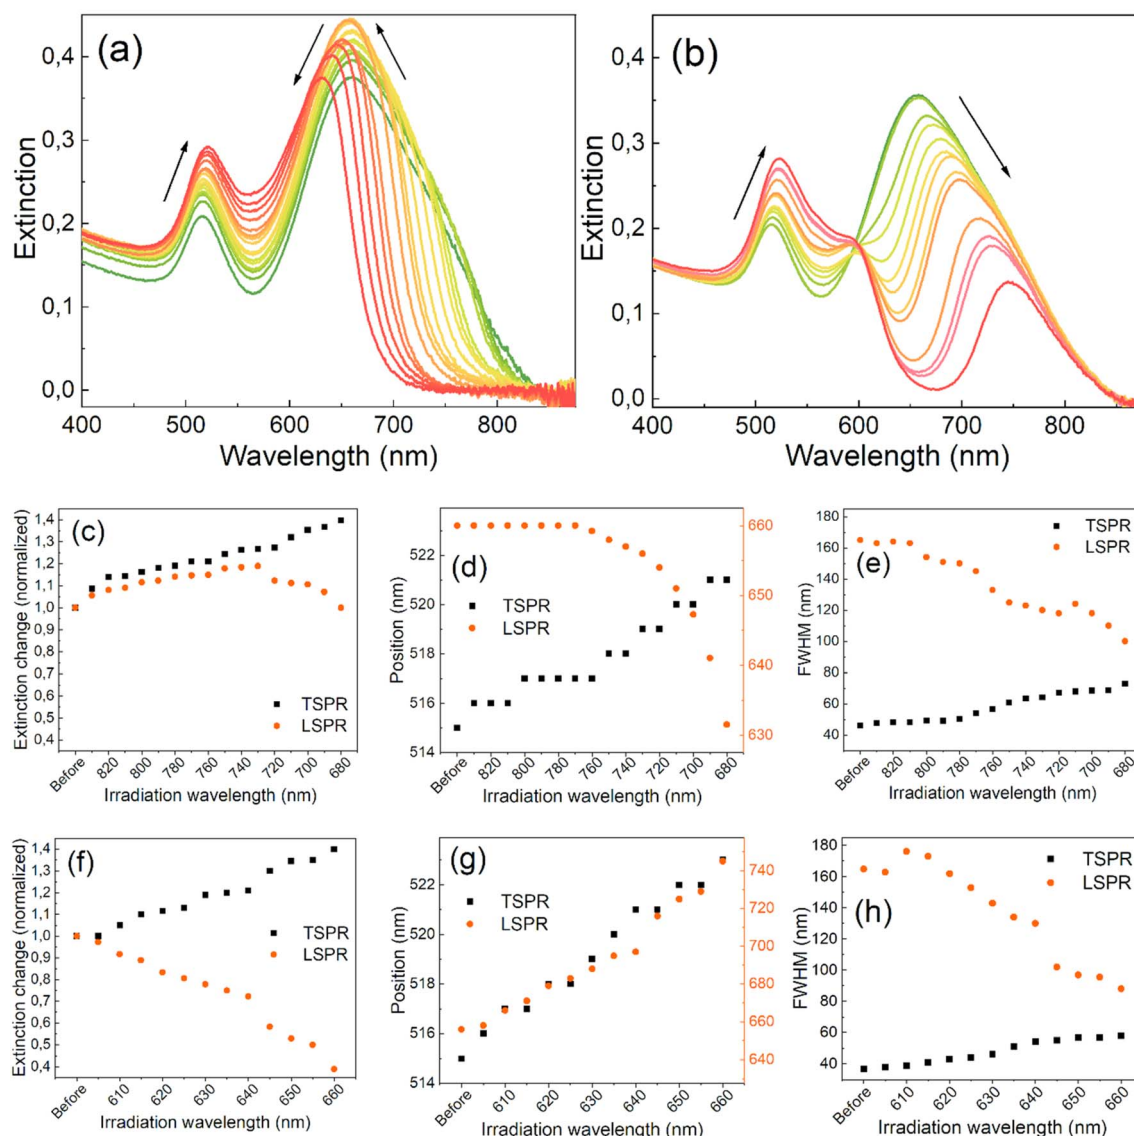 (a)
Extinction
0,4
0,3
0,2
0,1
0,0
400 500 600 700 800
Wavelength (nm)
(b)
Extinction
0,4
0,3
0,2
0,1
0,0
400 500 600 700 800
Wavelength (nm)
(c)
Extinction change (normalized)
1,4
1,3
1,2
1,1
1,0
0,9
0,8
0,7
0,6
0,5
0,4
TSPR
LSPR
Before 820 800 780 760 740 720 700 680
Irradiation wavelength (nm)
(d)
Position (nm)
522
520
518
516
514
TSPR
LSPR
660
650
640
630
Before 820 800 780 760 740 720 700 680
Irradiation wavelength (nm)
(e)
FWHM (nm)
180
160
140
120
100
80
60
40
TSPR
LSPR
Before 820 800 780 760 740 720 700 680
Irradiation wavelength (nm)
(f)
Extinction change (normalized)
1,4
1,3
1,2
1,1
1,0
0,9
0,8
0,7
0,6
0,5
0,4
TSPR
LSPR
Before 610 620 630 640 650 660
Irradiation wavelength (nm)
(g)
Position (nm)
522
520
518
516
514
TSPR
LSPR
740
720
700
680
660
640
Before 610 620 630 640 650 660
Irradiation wavelength (nm)
(h)
FWHM (nm)
180
160
140
120
100
80
60
40
TSPR
LSPR
Before 610 620 630 640 650 660
Irradiation wavelength (nm)